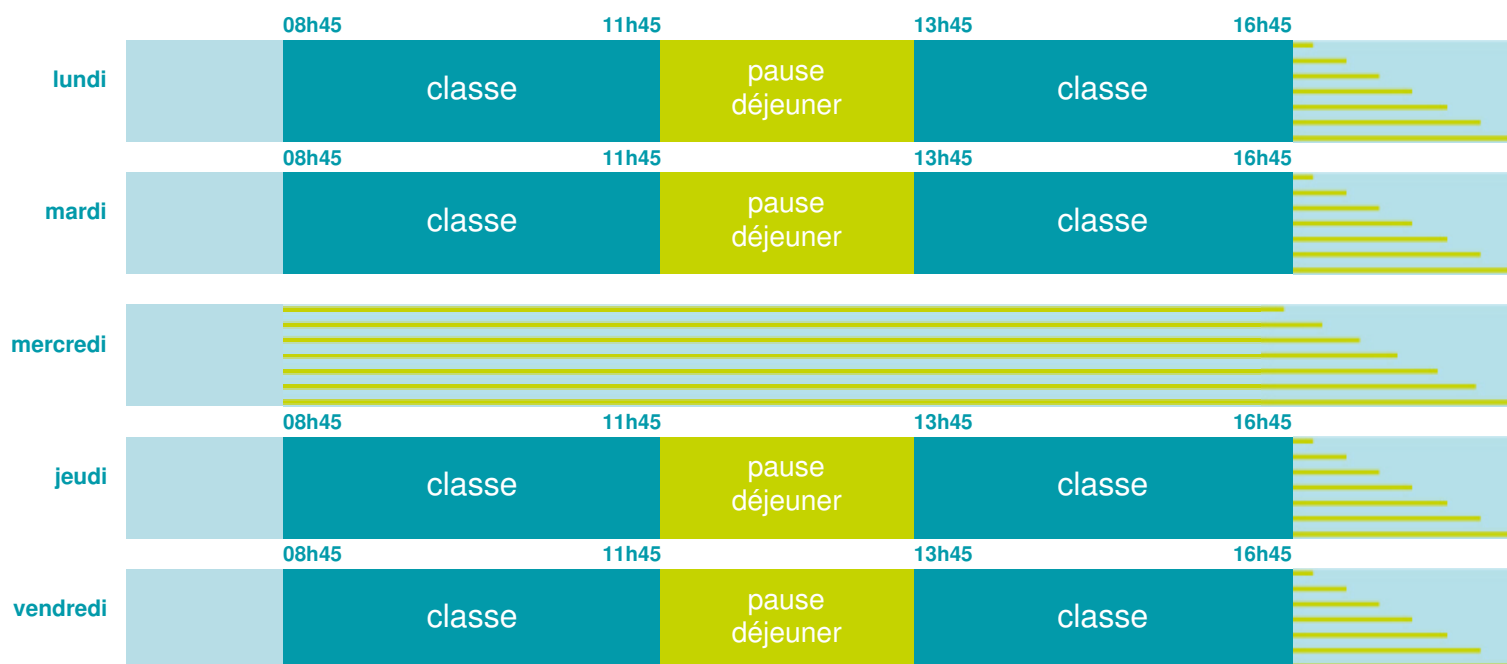 08h45 11h45 13h45 16h45
lundi classe pause déjeuner classe
08h45 11h45 13h45 16h45
mardi classe pause déjeuner classe
mercredi
08h45 11h45 13h45 16h45
jeudi classe pause déjeuner classe
08h45 11h45 13h45 16h45
vendredi classe pause déjeuner classe